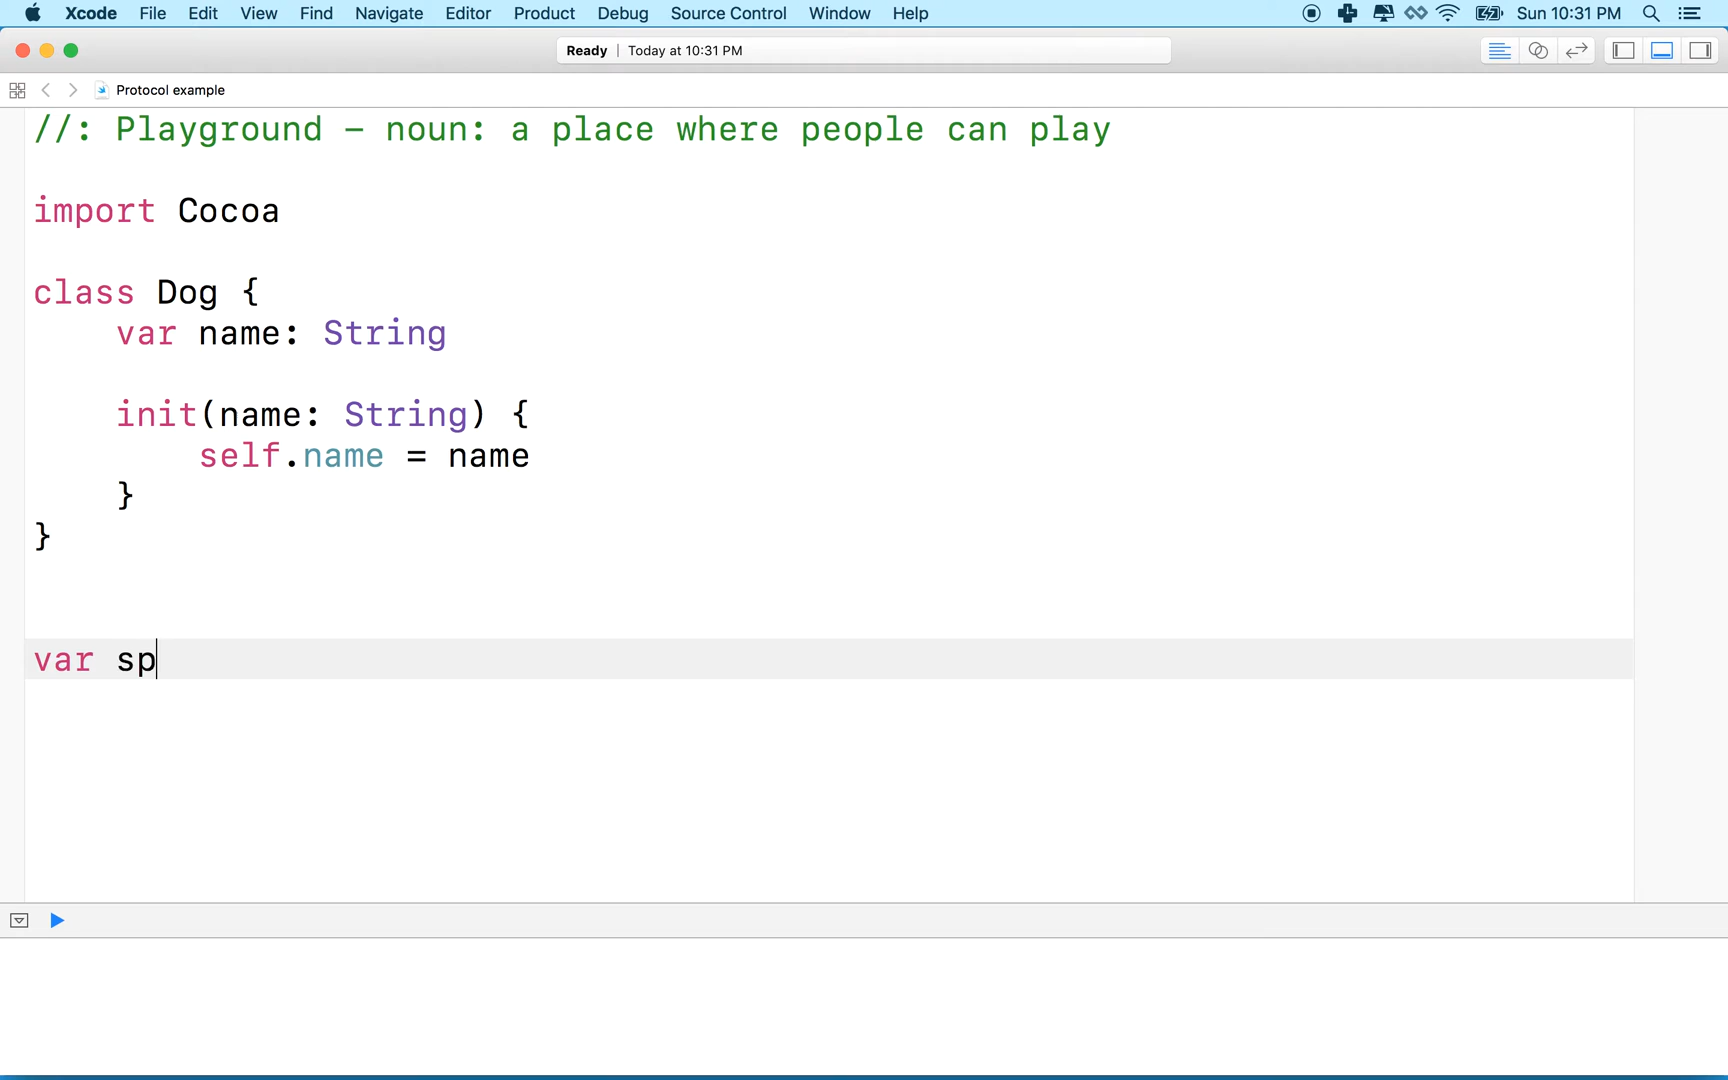 Xcode File Edit View Find Navigate Editor Product Debug Source Control Window Help Sun 10:31 PM
Ready | Today at 10:31 PM
Protocol example
//: Playground – noun: a place where people can play
import Cocoa
class Dog {
var name: String
init(name: String) {
self.name = name
}
}
var sp